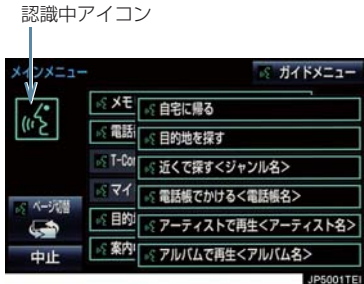 認識中アイコン
メインメニュー
ガイドメニュー
メモ
自宅に帰る
電話
目的地を探す
T-Con
近くで探す<ジャンル名>
マイ
電話帳でかける<電話帳名>
ページ切替
目的
アーティストで再生<アーティスト名>
中止
案内
アルバムで再生<アルバム名>
JP5001TEI